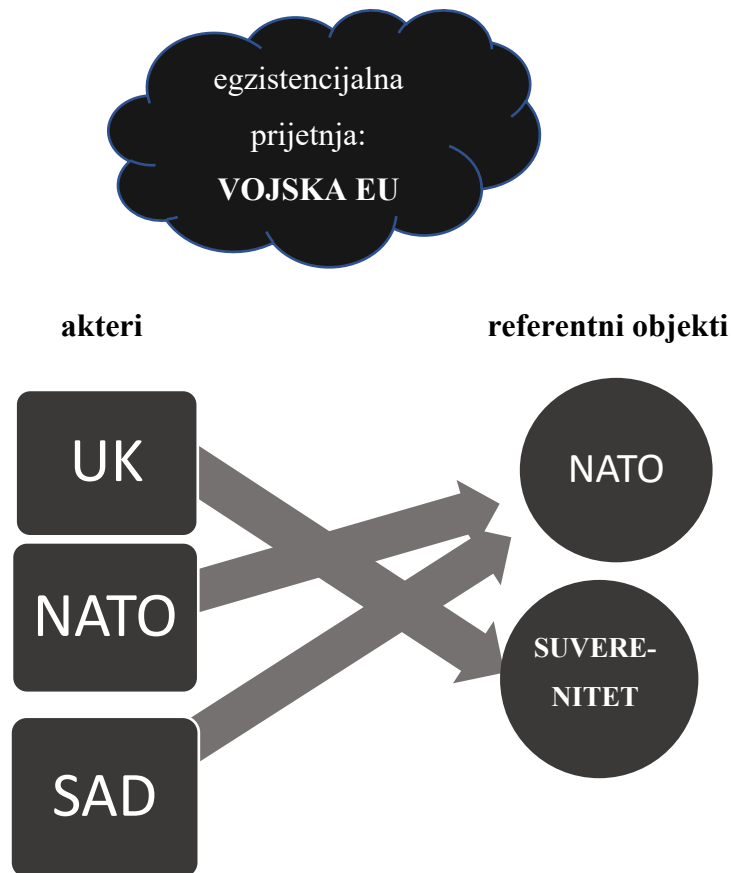 egzistencijalna
prijetnja:
VOJSKA EU
akteri
referentni objekti
UK
NATO
SAD
NATO
SUVERE-
NITET